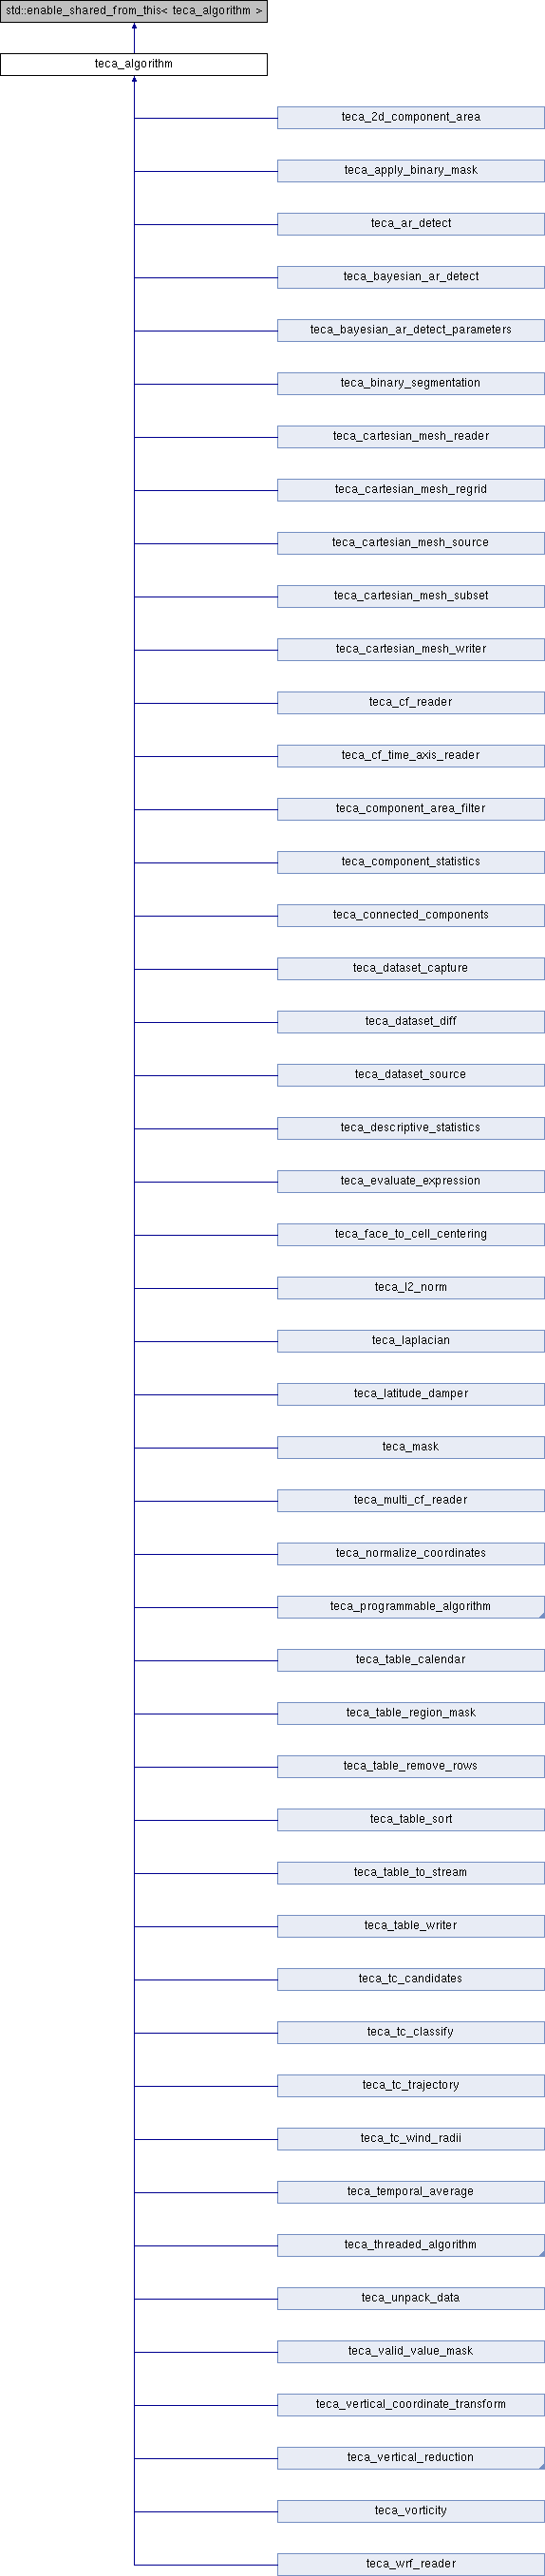 std::enable_shared_from_this< teca_algorithm >
teca_algorithm
teca_2d_component_area
teca_apply_binary_mask
teca_ar_detect
teca_bayesian_ar_detect
teca_bayesian_ar_detect_parameters
teca_binary_segmentation
teca_cartesian_mesh_reader
teca_cartesian_mesh_regrid
teca_cartesian_mesh_source
teca_cartesian_mesh_subset
teca_cartesian_mesh_writer
teca_cf_reader
teca_cf_time_axis_reader
teca_component_area_filter
teca_component_statistics
teca_connected_components
teca_dataset_capture
teca_dataset_diff
teca_dataset_source
teca_descriptive_statistics
teca_evaluate_expression
teca_face_to_cell_centering
teca_l2_norm
teca_laplacian
teca_latitude_damper
teca_mask
teca_multi_cf_reader
teca_normalize_coordinates
teca_programmable_algorithm
teca_table_calendar
teca_table_region_mask
teca_table_remove_rows
teca_table_sort
teca_table_to_stream
teca_table_writer
teca_tc_candidates
teca_tc_classify
teca_tc_trajectory
teca_tc_wind_radii
teca_temporal_average
teca_threaded_algorithm
teca_unpack_data
teca_valid_value_mask
teca_vertical_coordinate_transform
teca_vertical_reduction
teca_vorticity
teca_wrf_reader